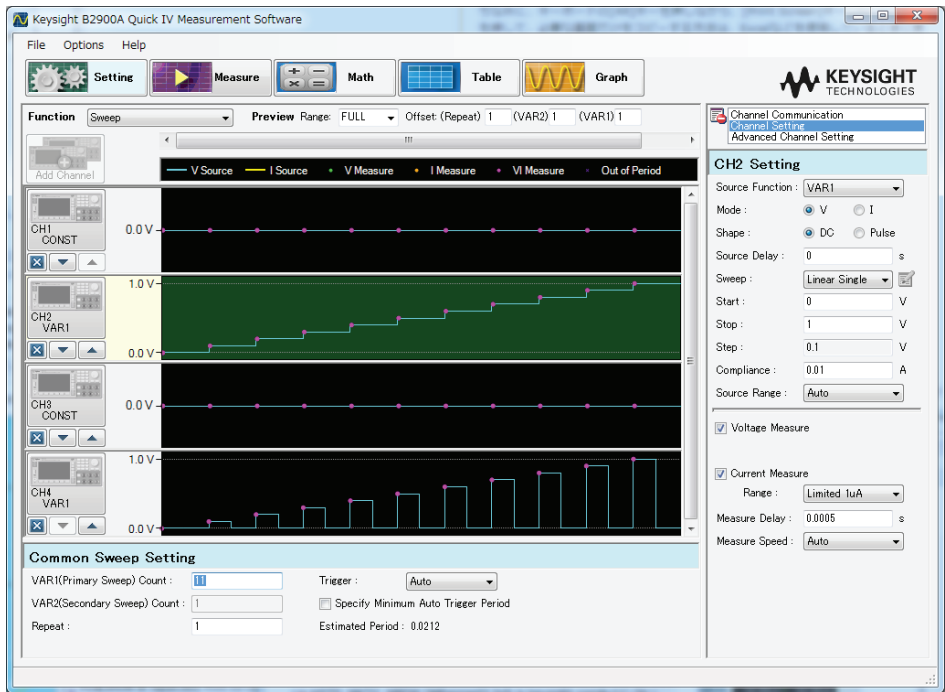 Keysight B2900A Quick IV Measurement Software
File Options Help
Setting Measure Math Table Graph
KEYSIGHT
TECHNOLOGIES
Function Sweep Preview Range: FULL Offset: (Repeat) 1 (VAR2) 1 (VAR1) 1
Add Channel
V Source I Source V Measure I Measure VI Measure Out of Period
CH1
CONST
0.0 V
1.0 V
CH2
VAR1
0.0 V
CH3
CONST
0.0 V
1.0 V
CH4
VAR1
0.0 V
Common Sweep Setting
VAR1(Primary Sweep) Count : 11 Trigger : Auto
VAR2(Secondary Sweep) Count : 1 Specify Minimum Auto Trigger Period
Repeat : 1 Estimated Period : 0.0212
Channel Communication
Channel Setting
Advanced Channel Setting
CH2 Setting
Source Function : VAR1
Mode : V I
Shape : DC Pulse
Source Delay : 0 s
Sweep : Linear Single
Start : 0 V
Stop : 1 V
Step : 0.1 V
Compliance : 0.01 A
Source Range : Auto
Voltage Measure
Current Measure
Range : Limited 1uA
Measure Delay : 0.0005 s
Measure Speed : Auto